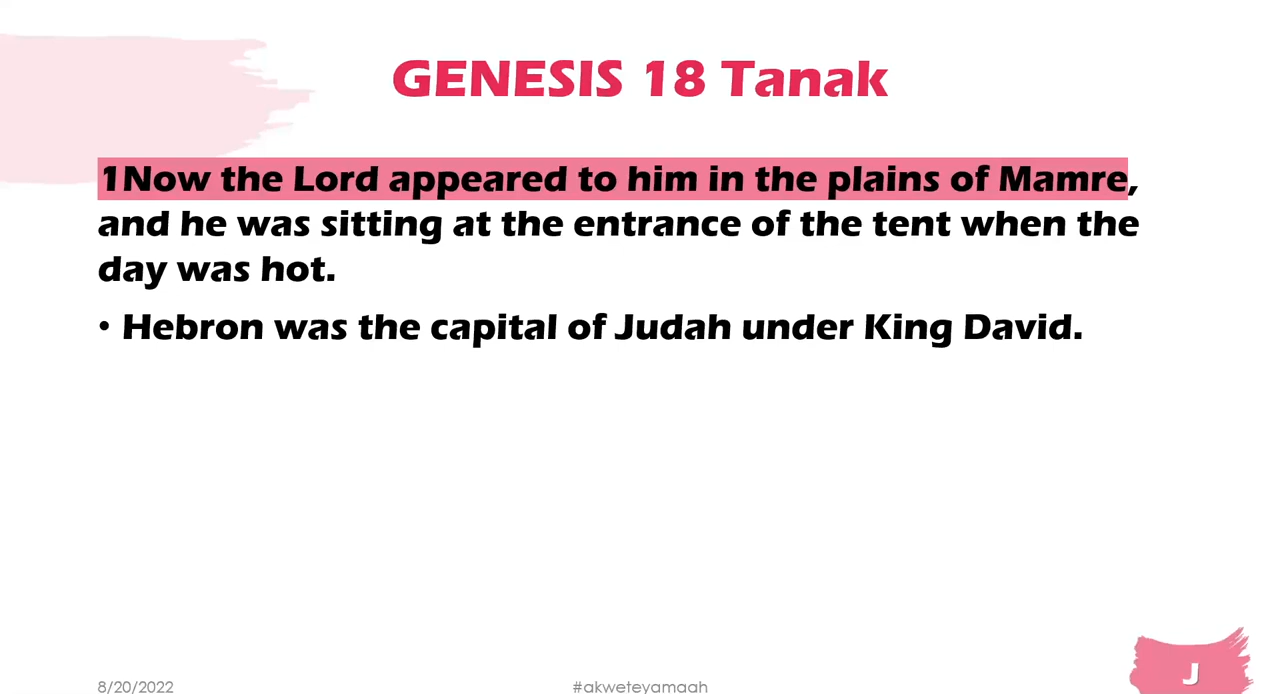 GENESIS 18 Tanak
1Now the Lord appeared to him in the plains of Mamre,
and he was sitting at the entrance of the tent when the
day was hot.
• Hebron was the capital of Judah under King David.
8/20/2022
#akweteyamaah
J